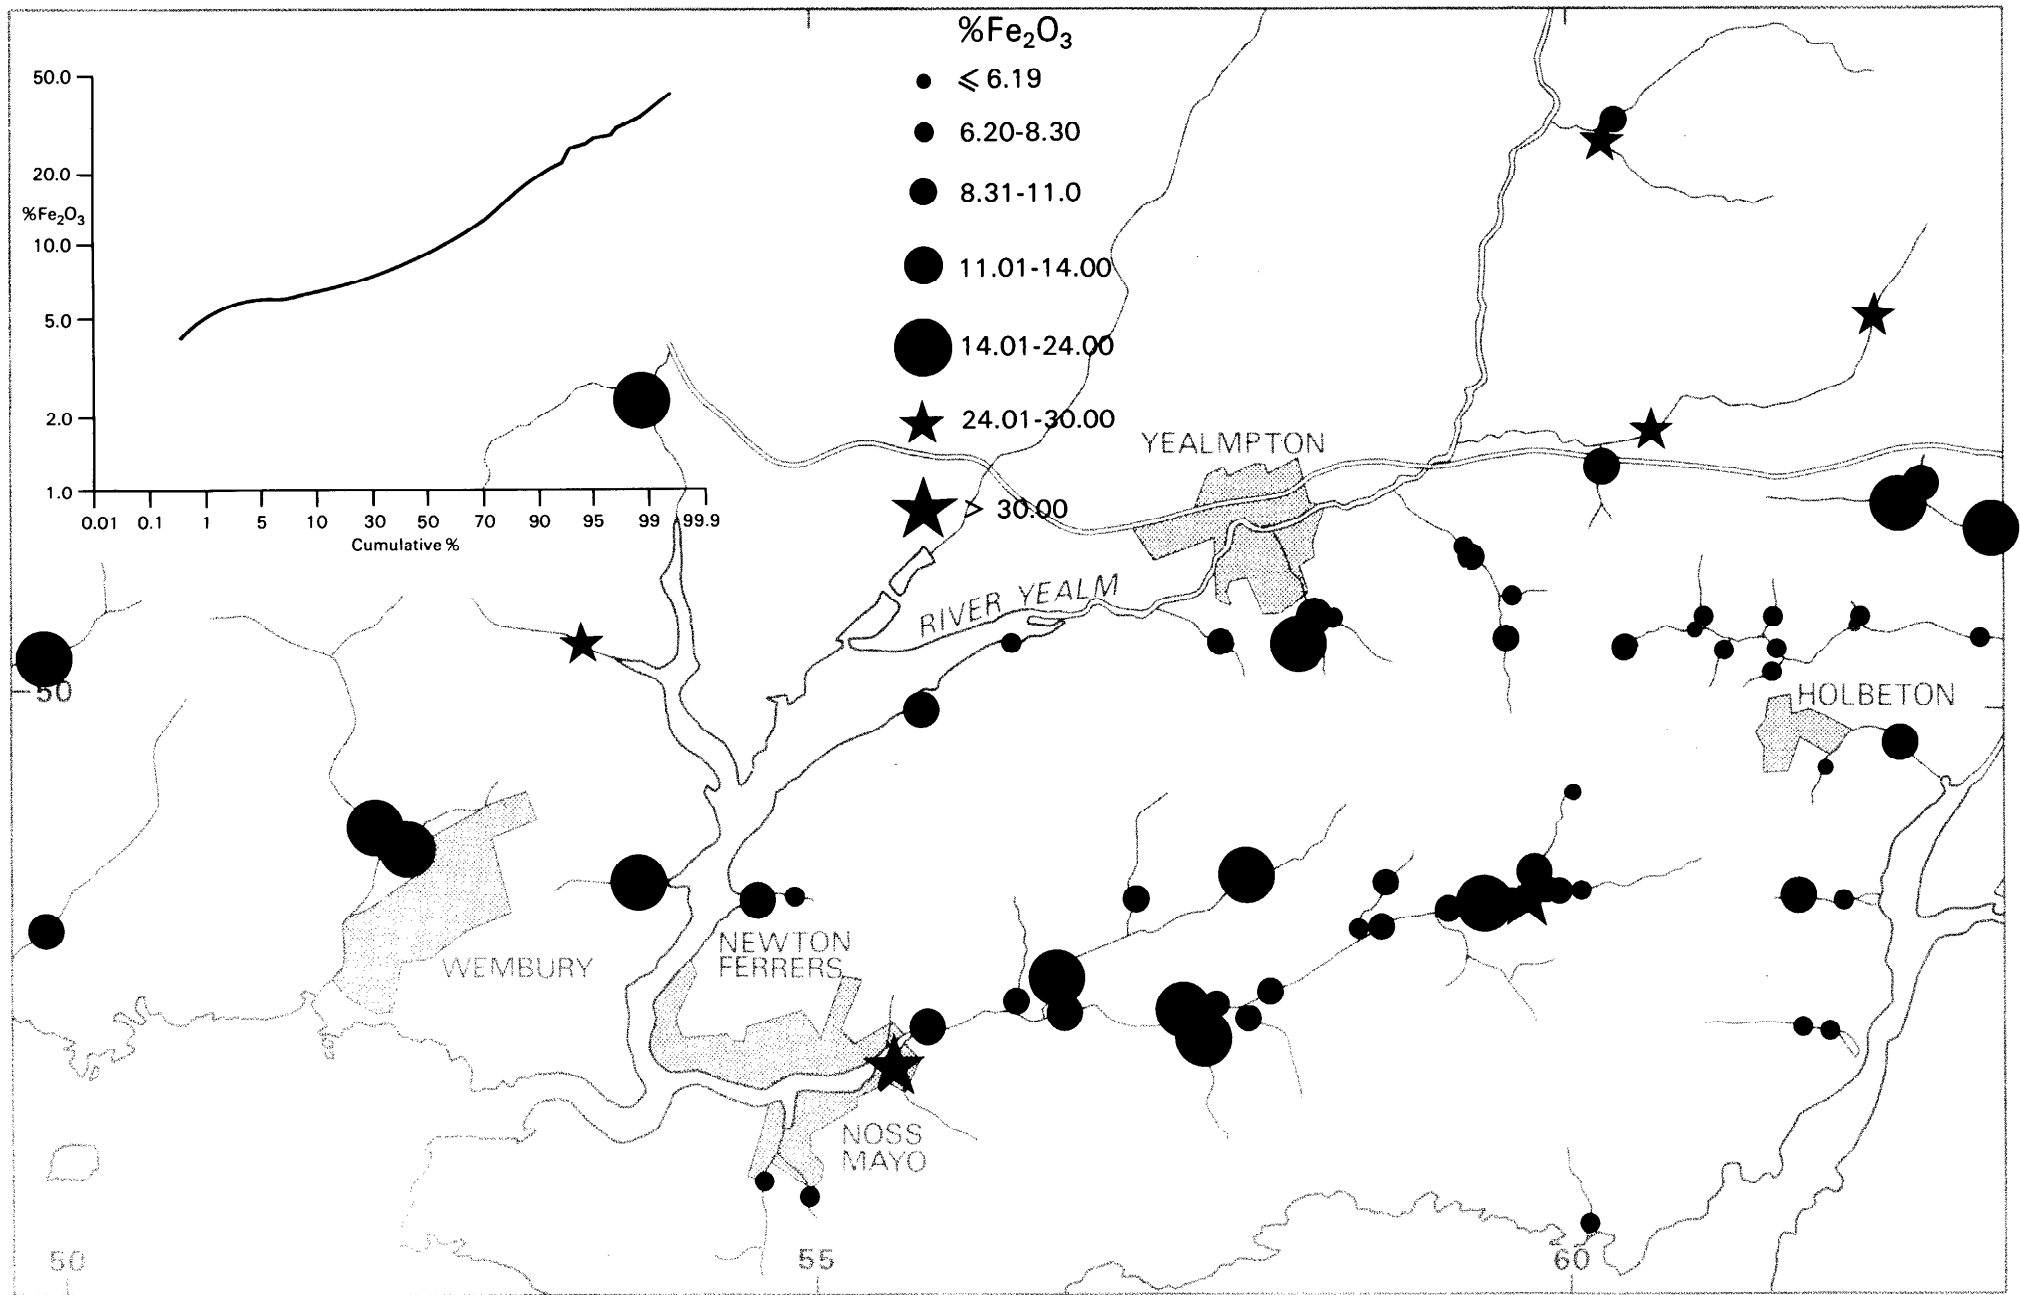 %Fe₂O₃
⩽ 6.19
6.20-8.30
8.31-11.0
11.01-14.00
14.01-24.00
24.01-30.00
> 30.00
50.0
20.0
%Fe₂O₃
10.0
5.0
2.0
1.0
0.01 0.1 1 5 10 30 50 70 90 95 99 99.9
Cumulative %
YEALMPTON
RIVER YEALM
50
HOLBETON
WEMBURY
NEWTON
FERRERS
NOSS
MAYO
50
55
60